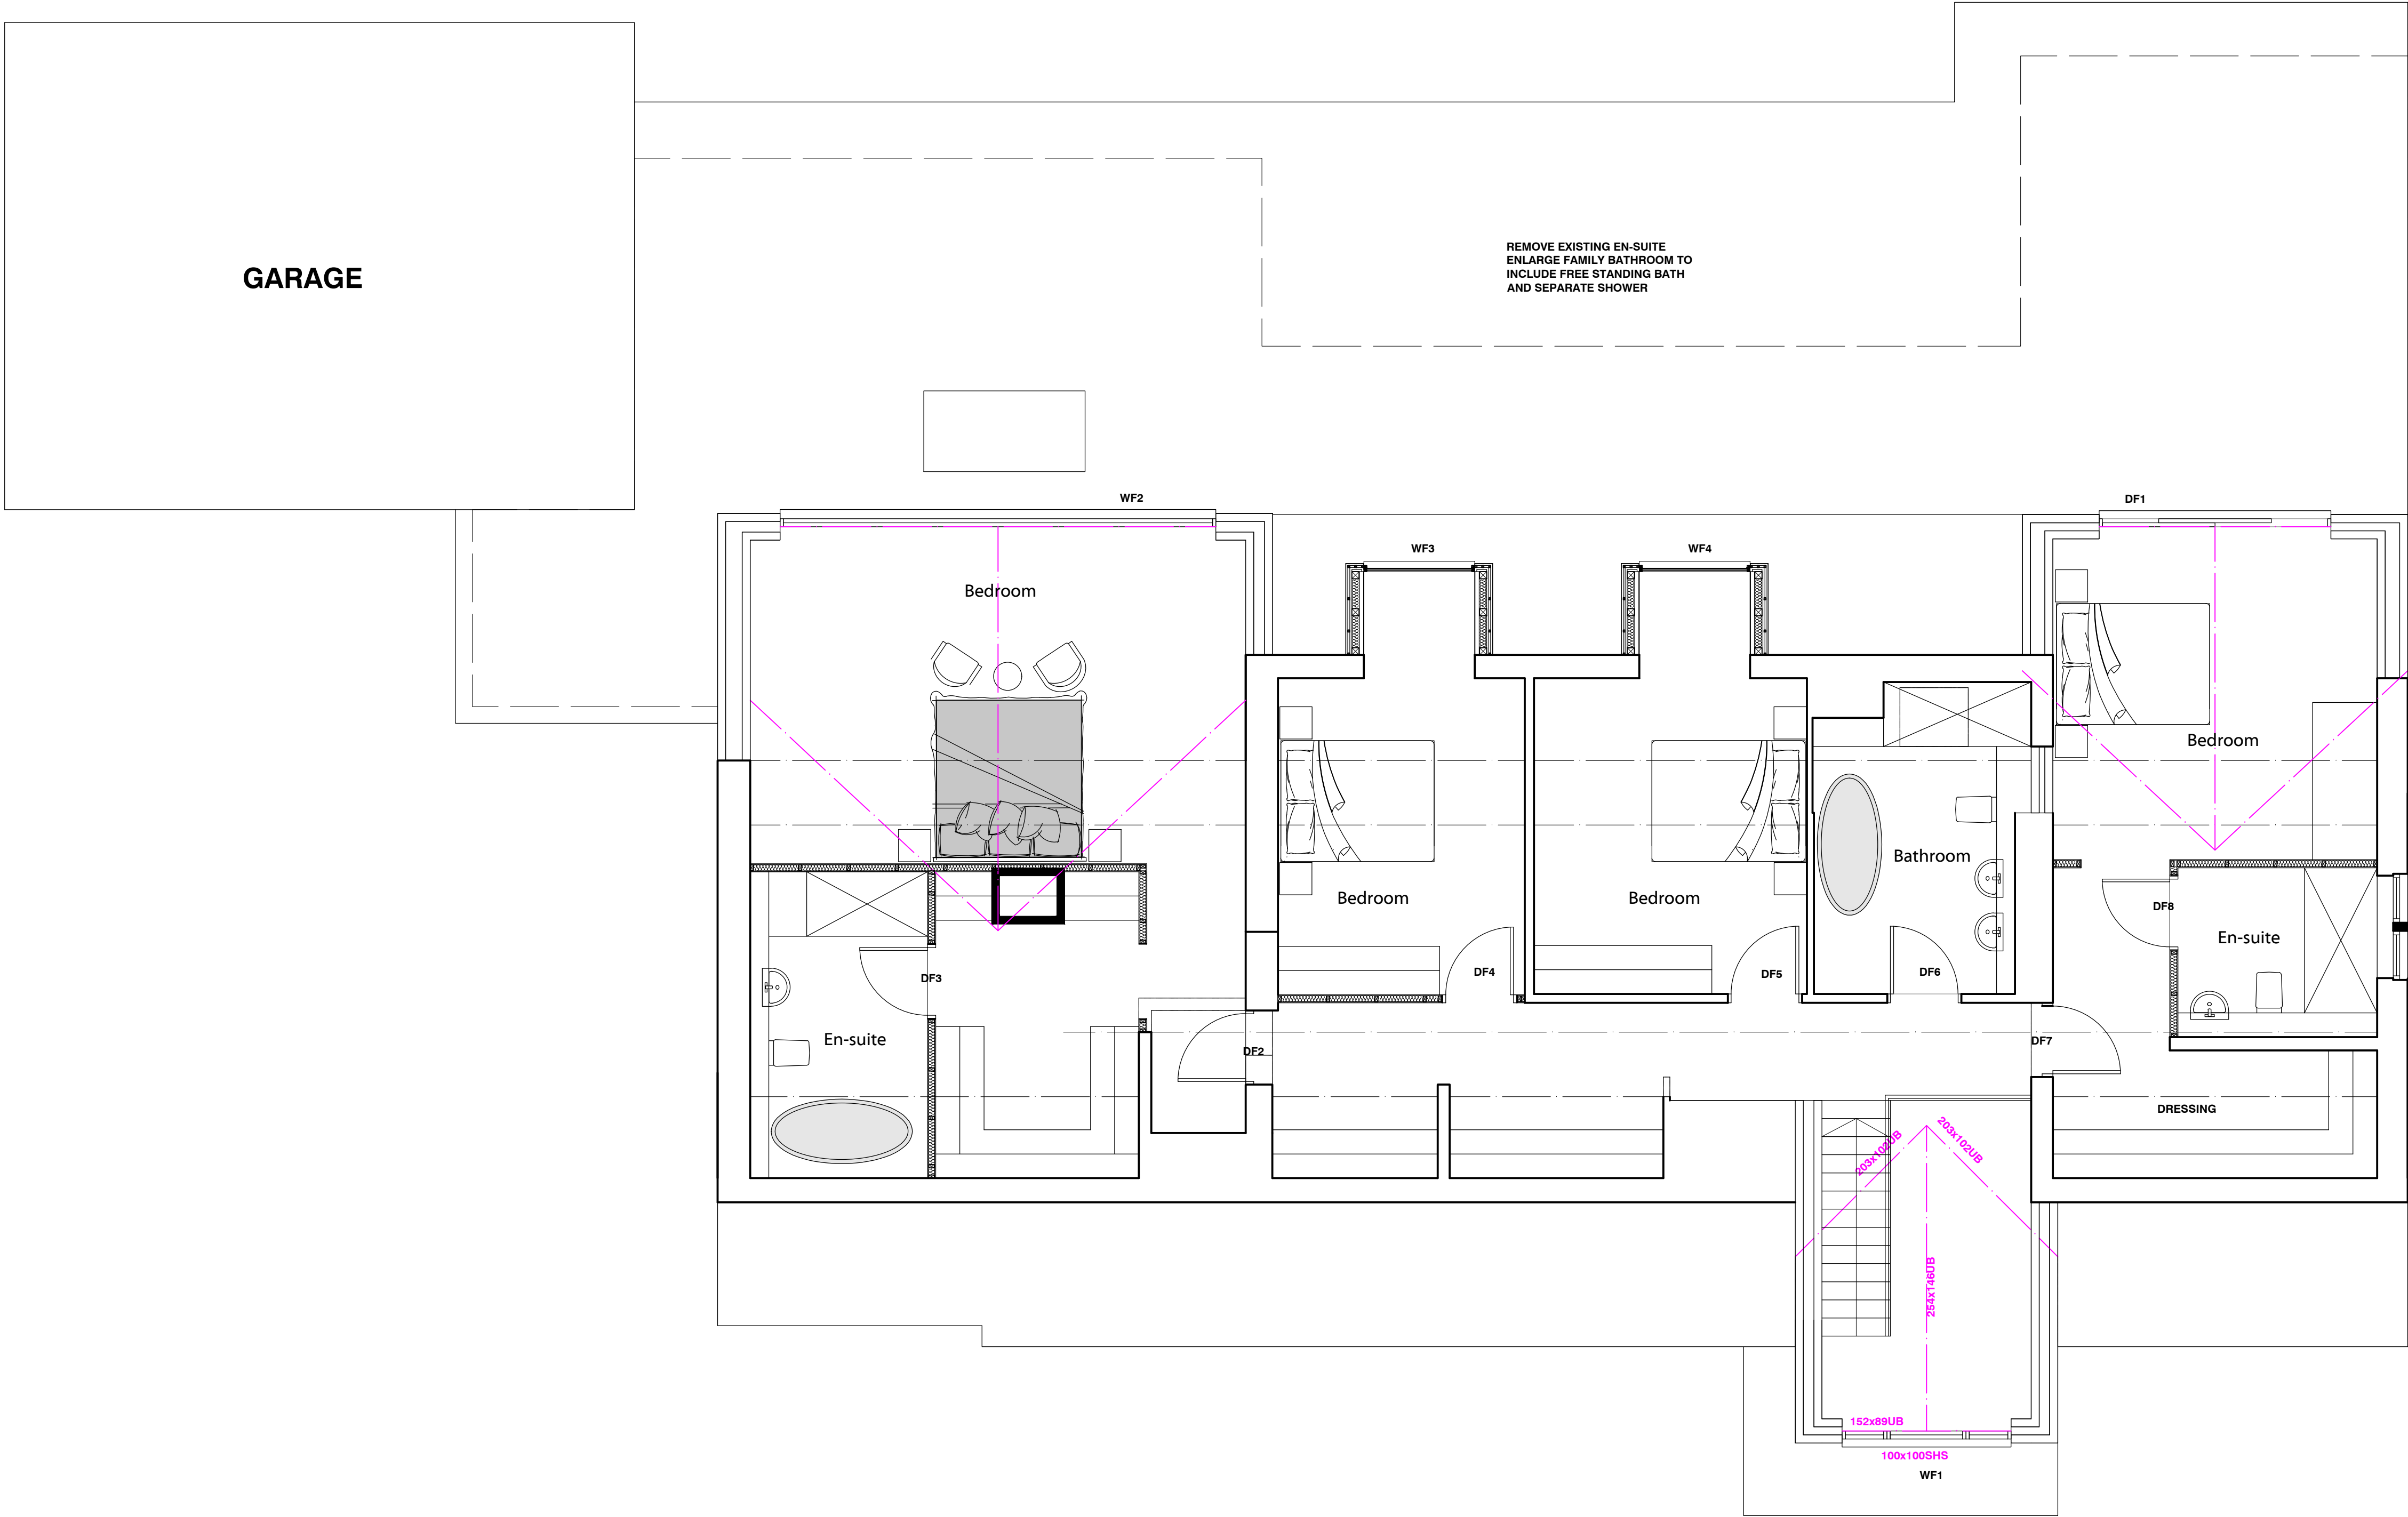 REMOVE EXISTING EN-SUITE
ENLARGE FAMILY BATHROOM TO
INCLUDE FREE STANDING BATH
AND SEPARATE SHOWER
GARAGE
WF2
DF1
WF3
WF4
Bedroom
Bedroom
Bathroom
Bedroom
Bedroom
DF8
En-suite
DF3
DF4
DF5
DF6
En-suite
DF2
DF7
DRESSING
203x102UB
203x102UB
254x146UB
152x89UB
100x100SHS
WF1